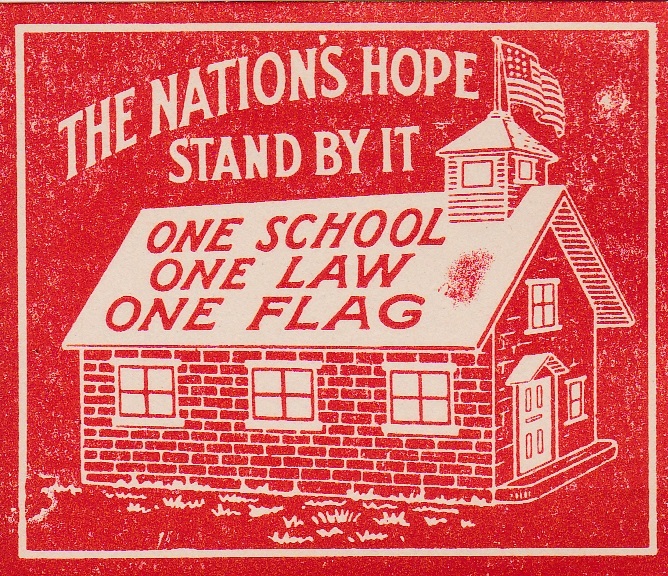 THE NATION'S HOPE
STAND BY IT
ONE SCHOOL
ONE LAW
ONE FLAG